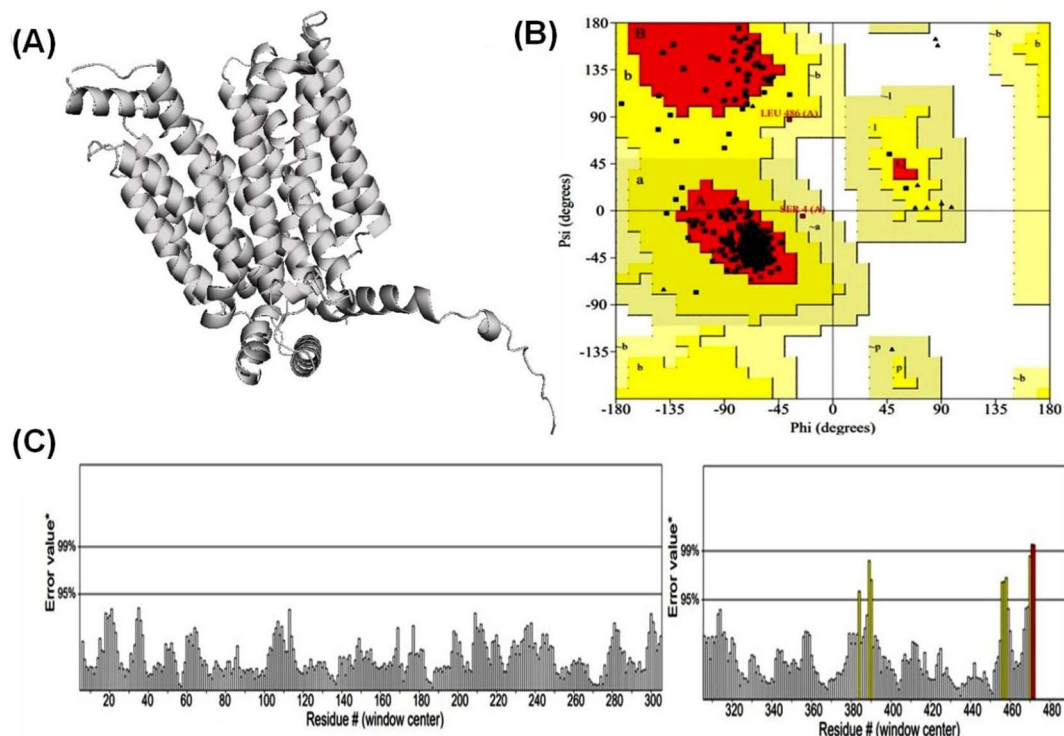 (A)
(B)
180
135
90
45
0
-45
-90
-135
B
b
~b
LEU 486 (A)
a
A
SER 4 (A)
~a
b
~b
~l
l
~p
p
~b
~b
b
~b
-180 -135 -90 -45 0 45 90 135 180
Psi (degrees)
Phi (degrees)
(C)
Error value*
99%
95%
20 40 60 80 100 120 140 160 180 200 220 240 260 280 300
Residue # (window center)
Error value*
99%
95%
320 340 360 380 400 420 440 460 480
Residue # (window center)